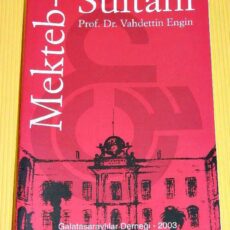 Mekteb-
Sultani
Prof. Dr. Vahdettin Engin
Galatasaraylılar Derneği - 2003